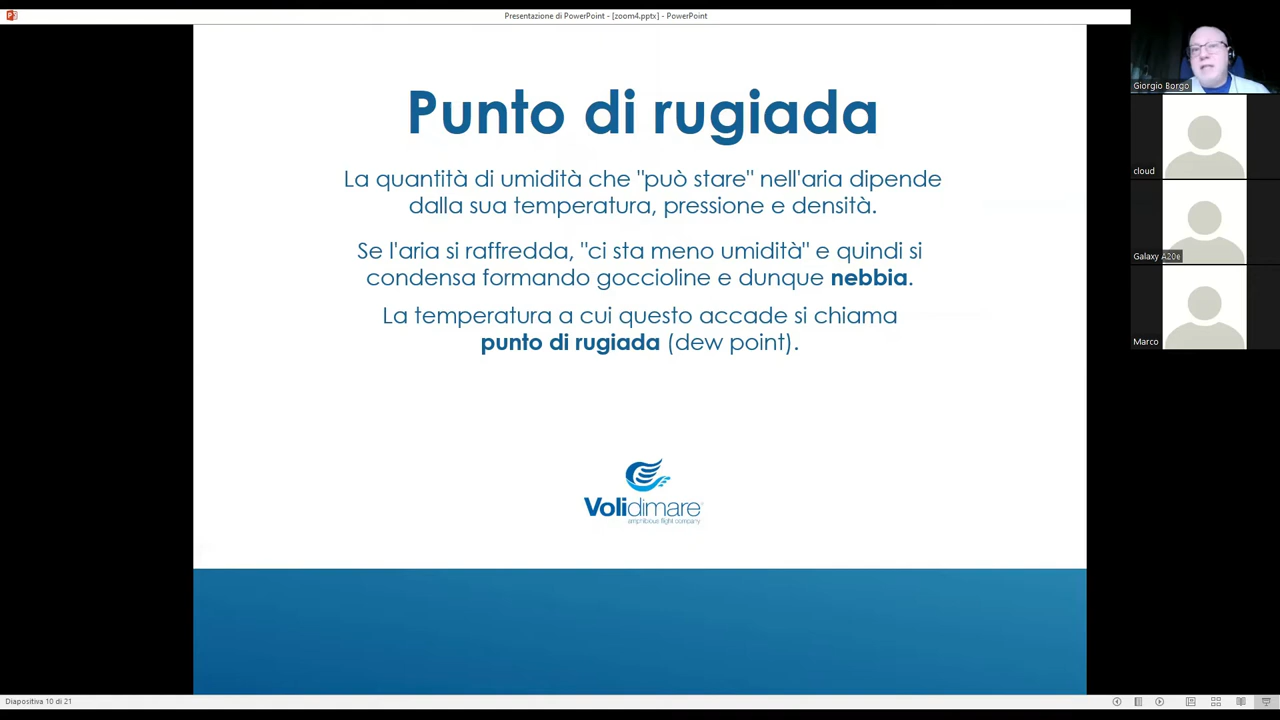 Presentazione di PowerPoint - [zoom4.pptx] - PowerPoint
Punto di rugiada
La quantità di umidità che "può stare" nell'aria dipende
dalla sua temperatura, pressione e densità.
Se l'aria si raffredda, "ci sta meno umidità" e quindi si
condensa formando goccioline e dunque nebbia.
La temperatura a cui questo accade si chiama
punto di rugiada (dew point).
Volidimare
amphibious flight company
Giorgio Borgo
cloud
Galaxy A20e
Marco
Diapositiva 10 di 21